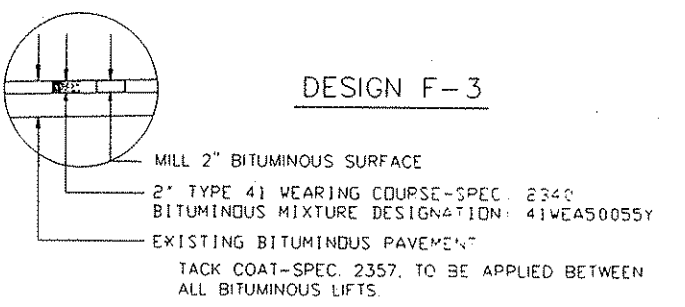 DESIGN F-3
MILL 2" BITUMINOUS SURFACE
2" TYPE 41 WEARING COURSE-SPEC. 2340
BITUMINOUS MIXTURE DESIGNATION: 41WEA50055Y
EXISTING BITUMINOUS PAVEMENT
TACK COAT-SPEC. 2357, TO BE APPLIED BETWEEN
ALL BITUMINOUS LIFTS.